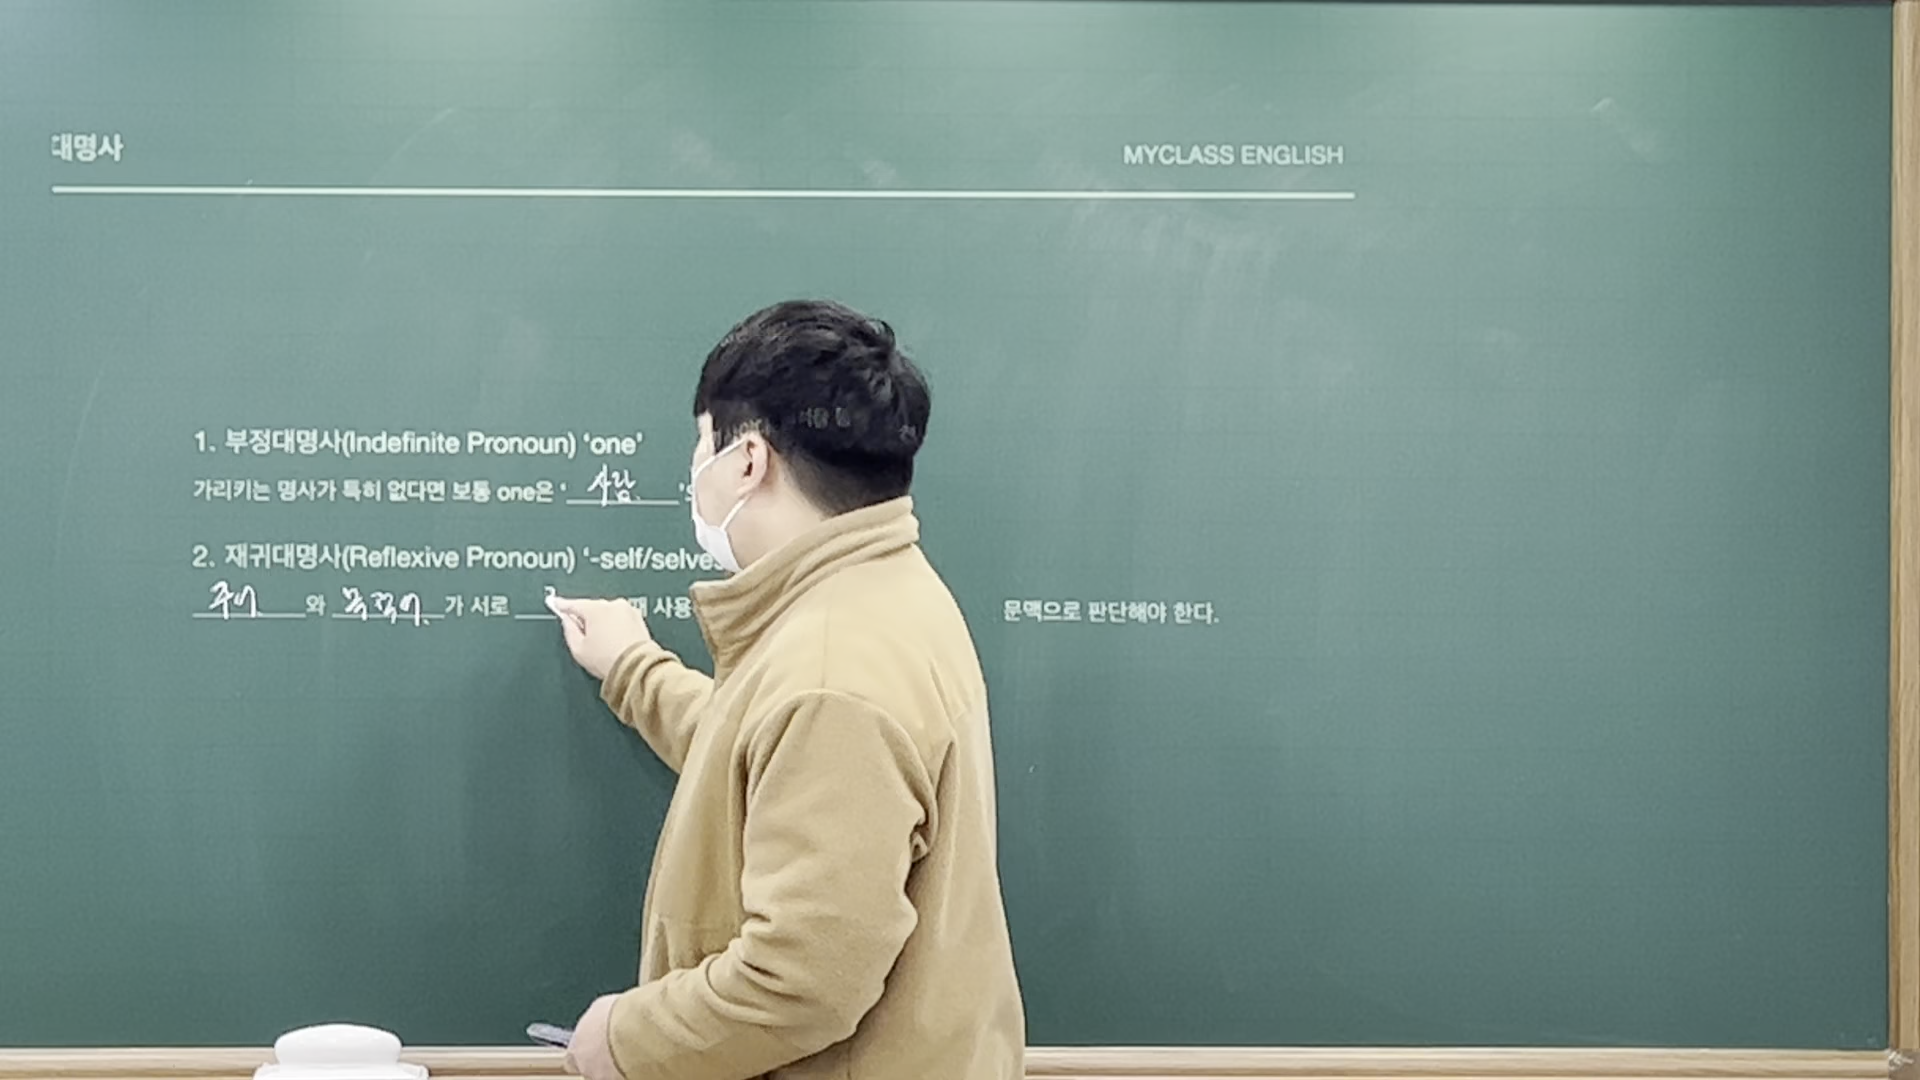 대명사
MYCLASS ENGLISH
1. 부정대명사(Indefinite Pronoun) ‘one’
가리키는 명사가 특히 없다면 보통 one은 ‘ 사람 ’
2. 재귀대명사(Reflexive Pronoun) ‘-self/selves
주어 와 목적어 가 서로 때 사용 문맥으로 판단해야 한다.